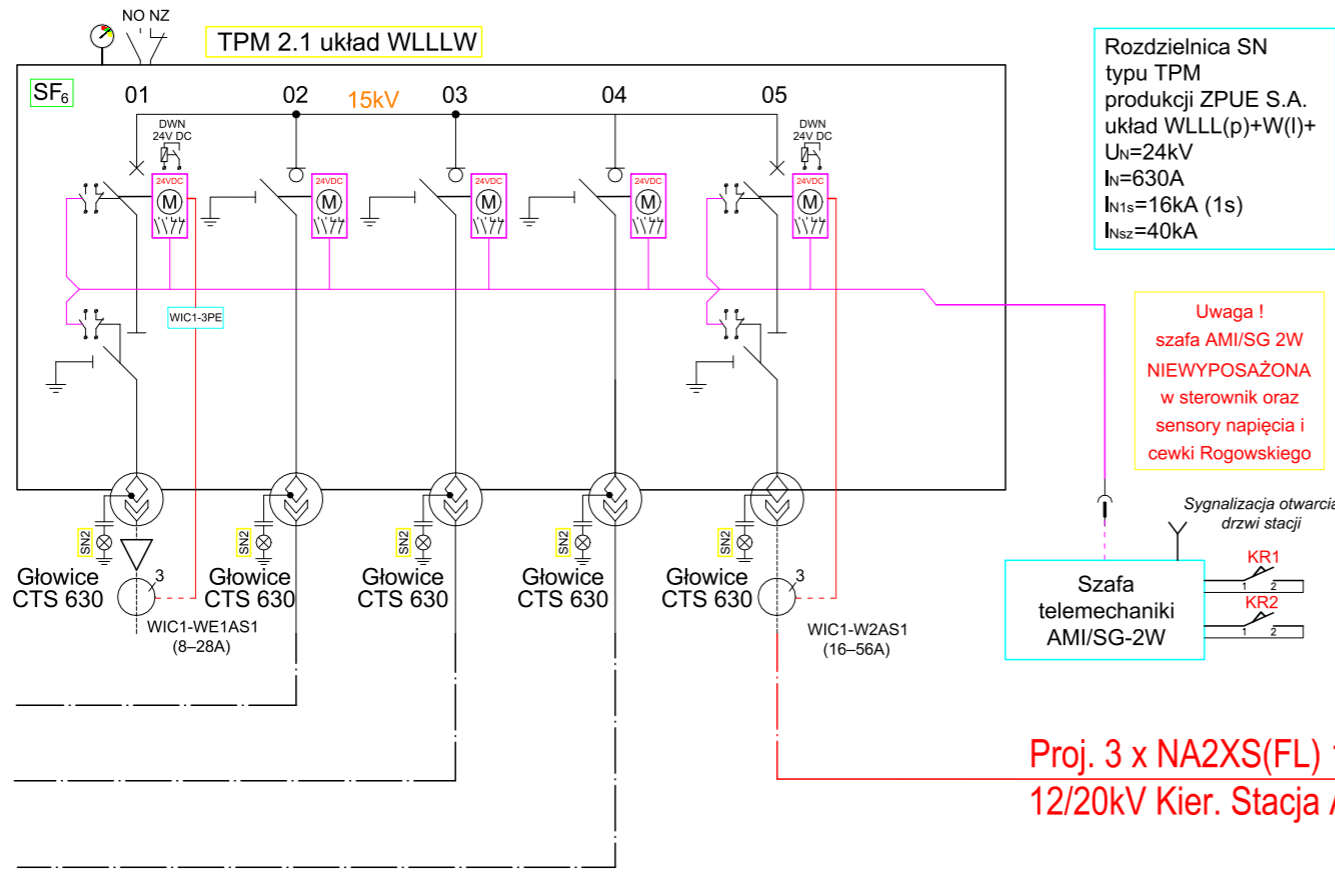 NO NZ
TPM 2.1 układ WLLLW
SF₆
01
02
15kV
03
04
05
DWN
24V DC
DWN
24V DC
24VDC
M
24VDC
M
24VDC
M
24VDC
M
24VDC
M
WIC1-3PE
SN2
SN2
SN2
SN2
SN2
Głowice
CTS 630
Głowice
CTS 630
Głowice
CTS 630
Głowice
CTS 630
Głowice
CTS 630
3
3
WIC1-WE1AS1
(8–28A)
WIC1-W2AS1
(16–56A)
Rozdzielnica SN
typu TPM
produkcji ZPUE S.A.
układ WLLL(p)+W(l)+
UN=24kV
IN=630A
IN1s=16kA (1s)
INsz=40kA
Uwaga !
szafa AMI/SG 2W
NIEWYPOSAŻONA
w sterownik oraz
sensory napięcia i
cewki Rogowskiego
Sygnalizacja otwarcia
drzwi stacji
KR1
1 2
KR2
1 2
Szafa
telemechaniki
AMI/SG-2W
Proj. 3 x NA2XS(FL)
12/20kV Kier. Stacja